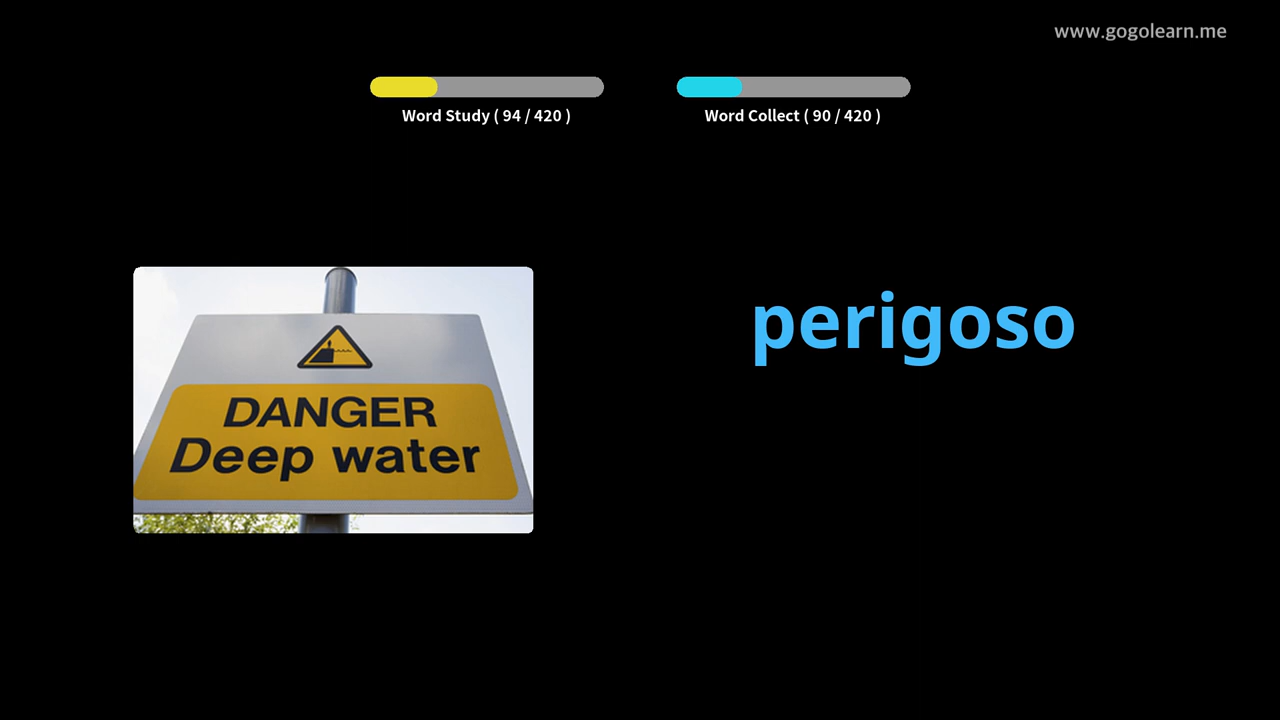 www.gogolearn.me
Word Study ( 94 / 420 )
Word Collect ( 90 / 420 )
DANGER
Deep water
perigoso